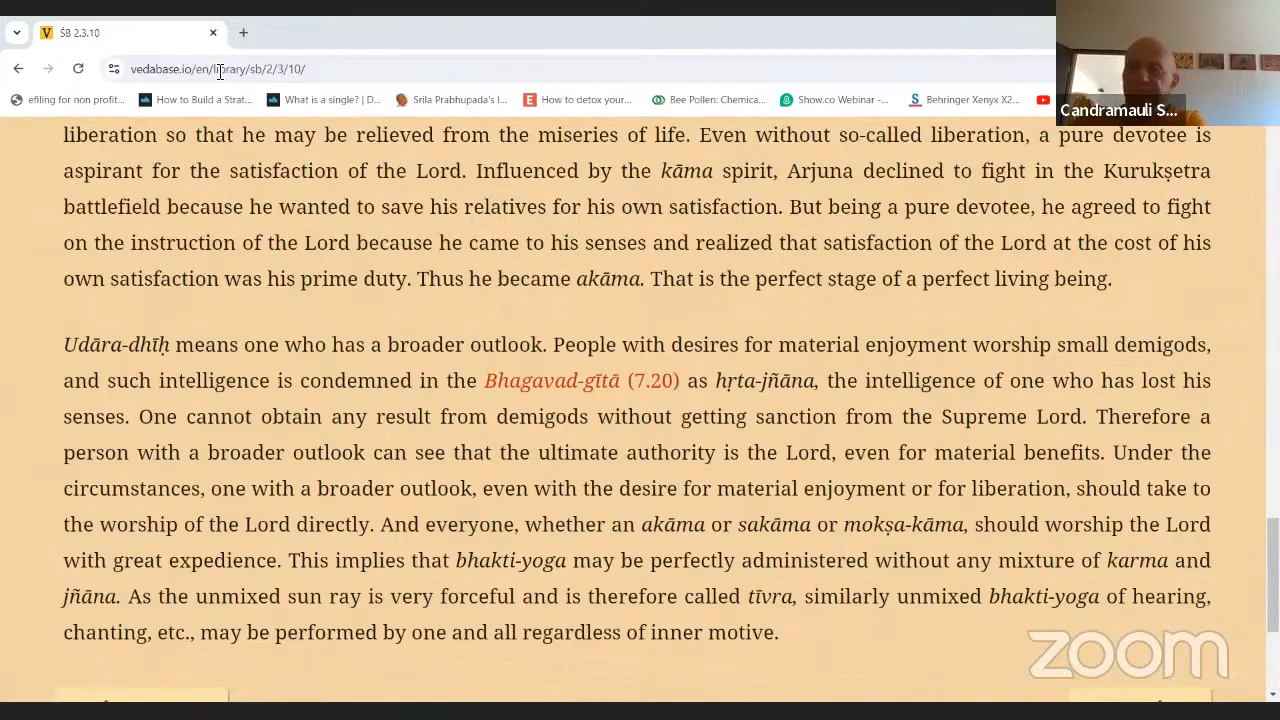 ŚB 2.3.10
vedabase.io/en/library/sb/2/3/10/
efiling for non profit...
How to Build a Strat...
What is a single? | D...
Srila Prabhupada's l...
How to detox your...
Bee Pollen: Chemica...
Show.co Webinar -...
Behringer Xenyx X2...
Candramauli S...
liberation so that he may be relieved from the miseries of life. Even without so-called liberation, a pure devotee is
aspirant for the satisfaction of the Lord. Influenced by the kāma spirit, Arjuna declined to fight in the Kurukṣetra
battlefield because he wanted to save his relatives for his own satisfaction. But being a pure devotee, he agreed to fight
on the instruction of the Lord because he came to his senses and realized that satisfaction of the Lord at the cost of his
own satisfaction was his prime duty. Thus he became akāma. That is the perfect stage of a perfect living being.
Udāra-dhīḥ means one who has a broader outlook. People with desires for material enjoyment worship small demigods,
and such intelligence is condemned in the Bhagavad-gītā (7.20) as hṛta-jñāna, the intelligence of one who has lost his
senses. One cannot obtain any result from demigods without getting sanction from the Supreme Lord. Therefore a
person with a broader outlook can see that the ultimate authority is the Lord, even for material benefits. Under the
circumstances, one with a broader outlook, even with the desire for material enjoyment or for liberation, should take to
the worship of the Lord directly. And everyone, whether an akāma or sakāma or mokṣa-kāma, should worship the Lord
with great expedience. This implies that bhakti-yoga may be perfectly administered without any mixture of karma and
jñāna. As the unmixed sun ray is very forceful and is therefore called tīvra, similarly unmixed bhakti-yoga of hearing,
chanting, etc., may be performed by one and all regardless of inner motive.
zoom